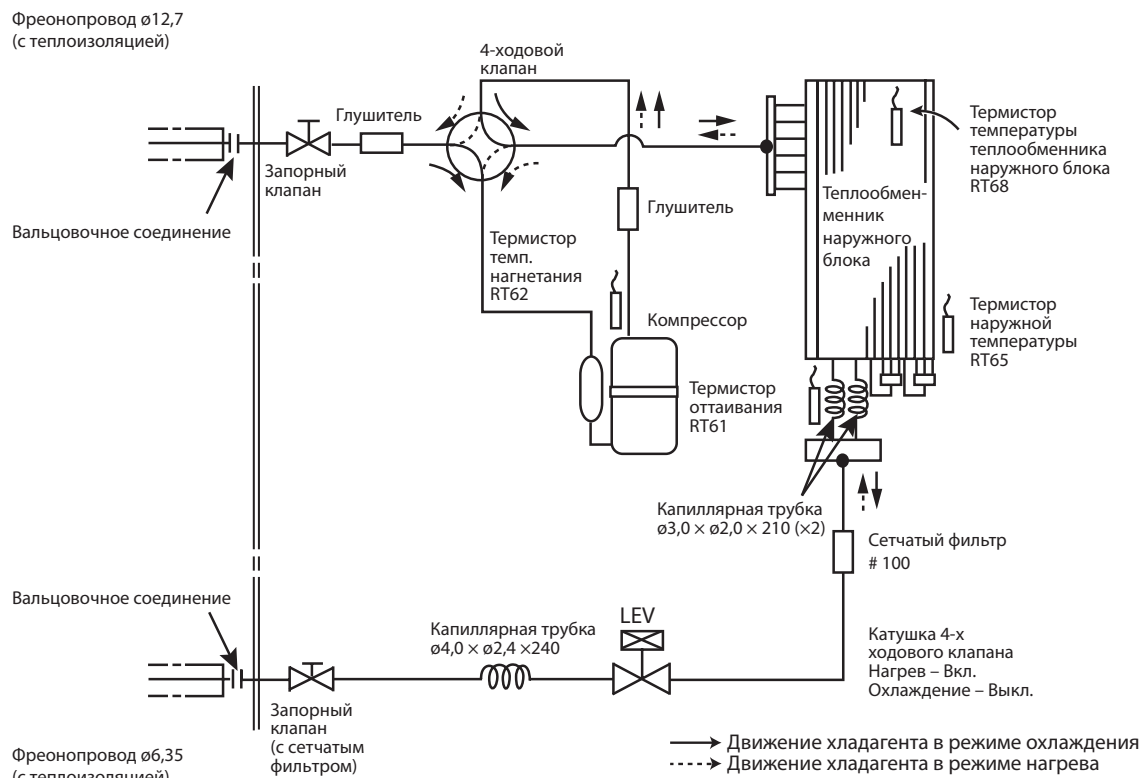 Фреонопровод ø12,7
(с теплоизоляцией)
4-ходовой
клапан
Глушитель
Запорный
клапан
Вальцовочное соединение
Термистор
температуры
теплообменника
наружного блока
RT68
Теплообмен-
менник
наружного
блока
Глушитель
Термистор
темп.
нагнетания
RT62
Компрессор
Термистор
наружной
температуры
RT65
Термистор
оттаивания
RT61
Капиллярная трубка
ø3,0 × ø2,0 × 210 (×2)
Сетчатый фильтр
# 100
Вальцовочное соединение
Капиллярная трубка
ø4,0 × ø2,4 ×240
LEV
Катушка 4-х
ходового клапана
Нагрев – Вкл.
Охлаждение – Выкл.
Запорный
клапан
(с сетчатым
фильтром)
Фреонопровод ø6,35
(с теплоизоляцией)
Движение хладагента в режиме охлаждения
Движение хладагента в режиме нагрева